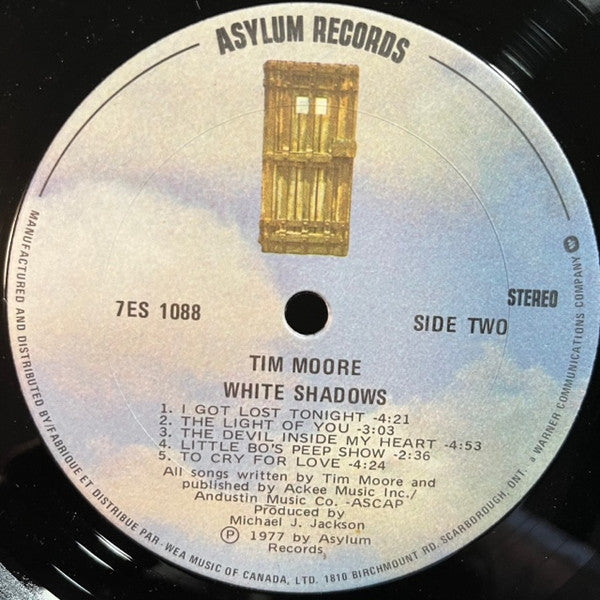 ASYLUM RECORDS
7ES 1088
STEREO
SIDE TWO
TIM MOORE
WHITE SHADOWS
1. I GOT LOST TONIGHT -4:21
2. THE LIGHT OF YOU -3:03
3. THE DEVIL INSIDE MY HEART -4:53
4. LITTLE BO'S PEEP SHOW -2:36
5. TO CRY FOR LOVE -4:24
All songs written by Tim Moore and
published by Ackee Music Inc./
Andustin Music Co. -ASCAP
Produced by
Michael J. Jackson
Ⓟ 1977 by Asylum
Records
MANUFACTURED AND DISTRIBUTED BY/FABRIQUE ET DISTRIBUE PAR WEA MUSIC OF CANADA, LTD. 1810 BIRCHMOUNT RD. SCARBOROUGH, ONT. a WARNER COMMUNICATIONS COMPANY